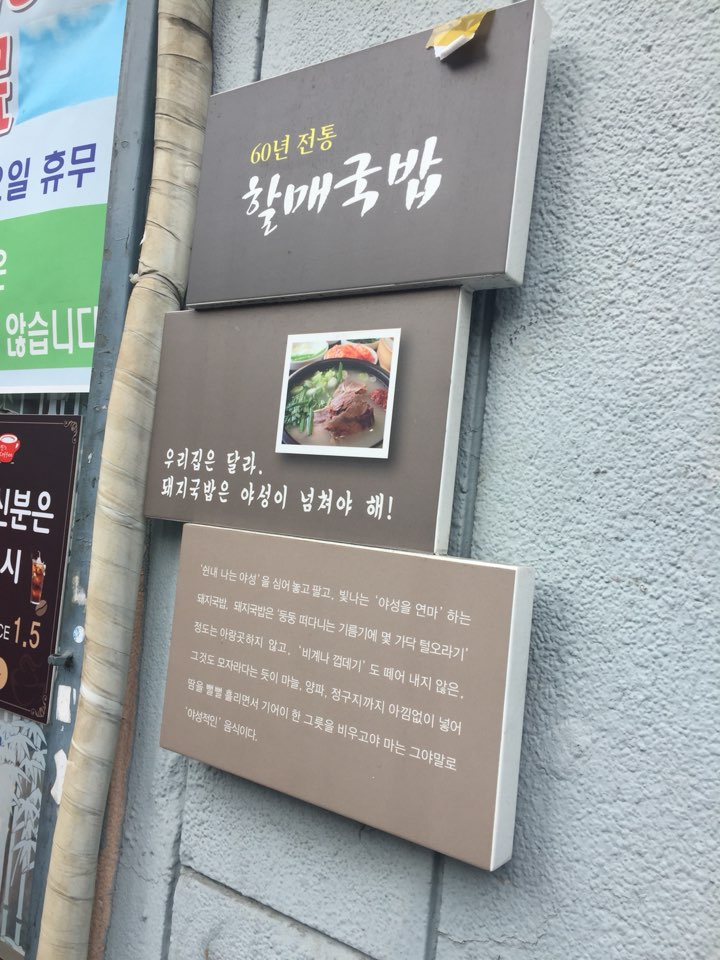 60년 전통
할매국밥
우리집은 달라.
돼지국밥은 야성이 넘쳐야 해!
'쉰내 나는 야성'을 심어 놓고 팔고, 빛나는 '야성을 연마' 하는
돼지국밥. 돼지국밥은 '둥둥 떠다니는 기름기에 몇 가닥 털오라기'
정도는 아랑곳하지 않고, '비계나 껍데기' 도 떼어 내지 않은,
그것도 모자라다는 듯이 마늘, 양파, 정구지까지 아낌없이 넣어
땀을 뻘뻘 흘리면서 기어이 한 그릇을 비우고야 마는 그야말로
'야성적인' 음식이다.
일 휴무
않습니다
신분은
시
CE 1.5